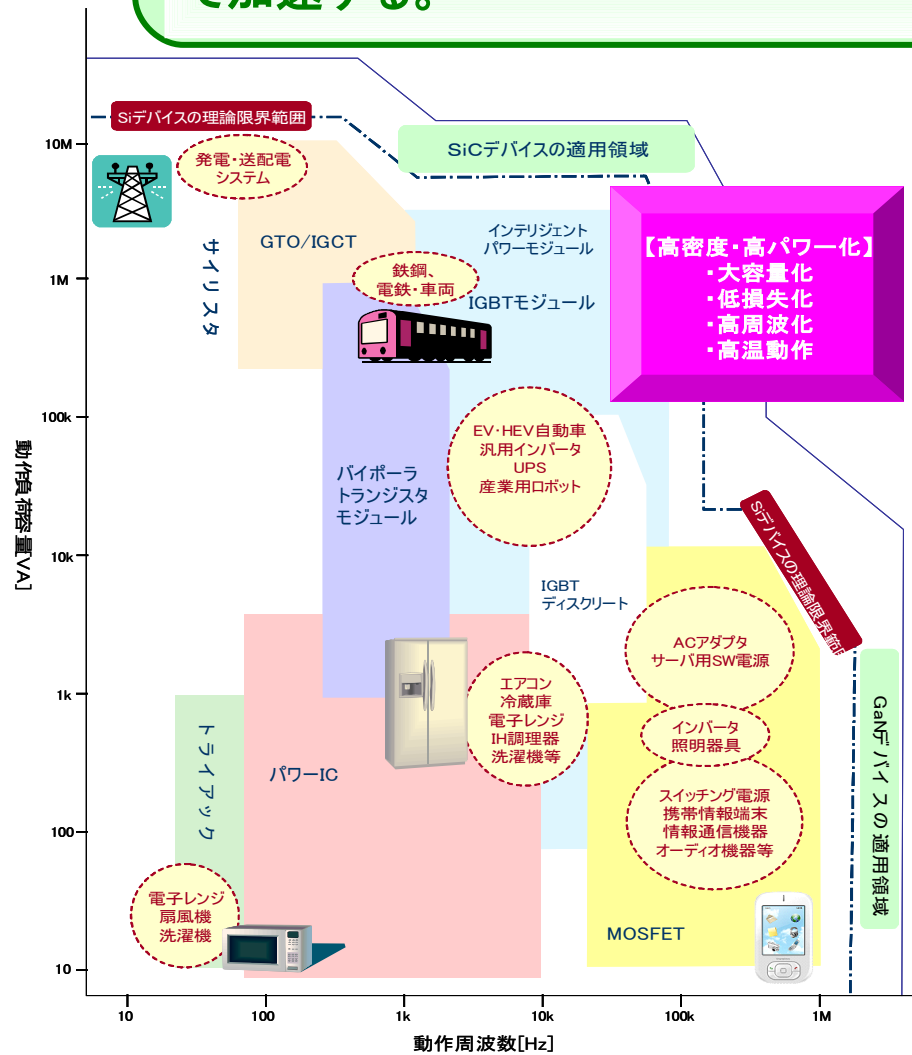 で加速する。
Siデバイスの理論限界範囲
SiCデバイスの適用領域
発電・送配電
システム
サイリスタ
GTO/IGCT
インテリジェント
パワーモジュール
【高密度・高パワー化】
・大容量化
・低損失化
・高周波化
・高温動作
鉄鋼、
電鉄・車両
IGBTモジュール
EV・HEV自動車
汎用インバータ
UPS
産業用ロボット
バイポーラ
トランジスタ
モジュール
Siデバイスの理論限界範囲
IGBT
ディスクリート
ACアダプタ
サーバ用SW電源
エアコン
冷蔵庫
電子レンジ
IH調理器
洗濯機等
インバータ
照明器具
GaNデバイスの適用領域
トライアック
パワーIC
スイッチング電源
携帯情報端末
情報通信機器
オーディオ機器等
電子レンジ
扇風機
洗濯機
MOSFET
動作負荷容量[VA]
10M
1M
100k
10k
1k
100
10
10
100
1k
10k
100k
1M
動作周波数[Hz]